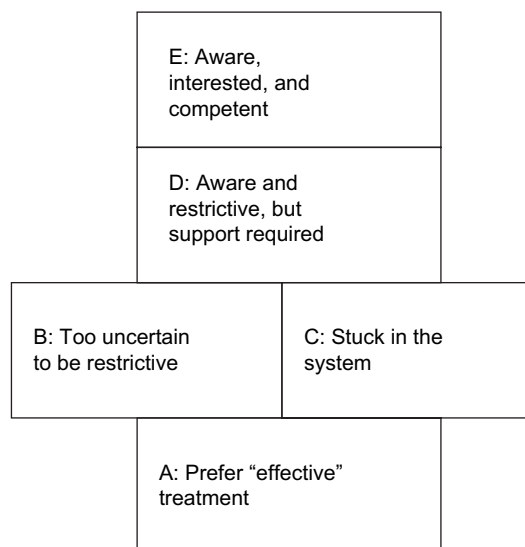 E: Aware,
interested, and
competent
D: Aware and
restrictive, but
support required
B: Too uncertain
to be restrictive
C: Stuck in the
system
A: Prefer “effective”
treatment